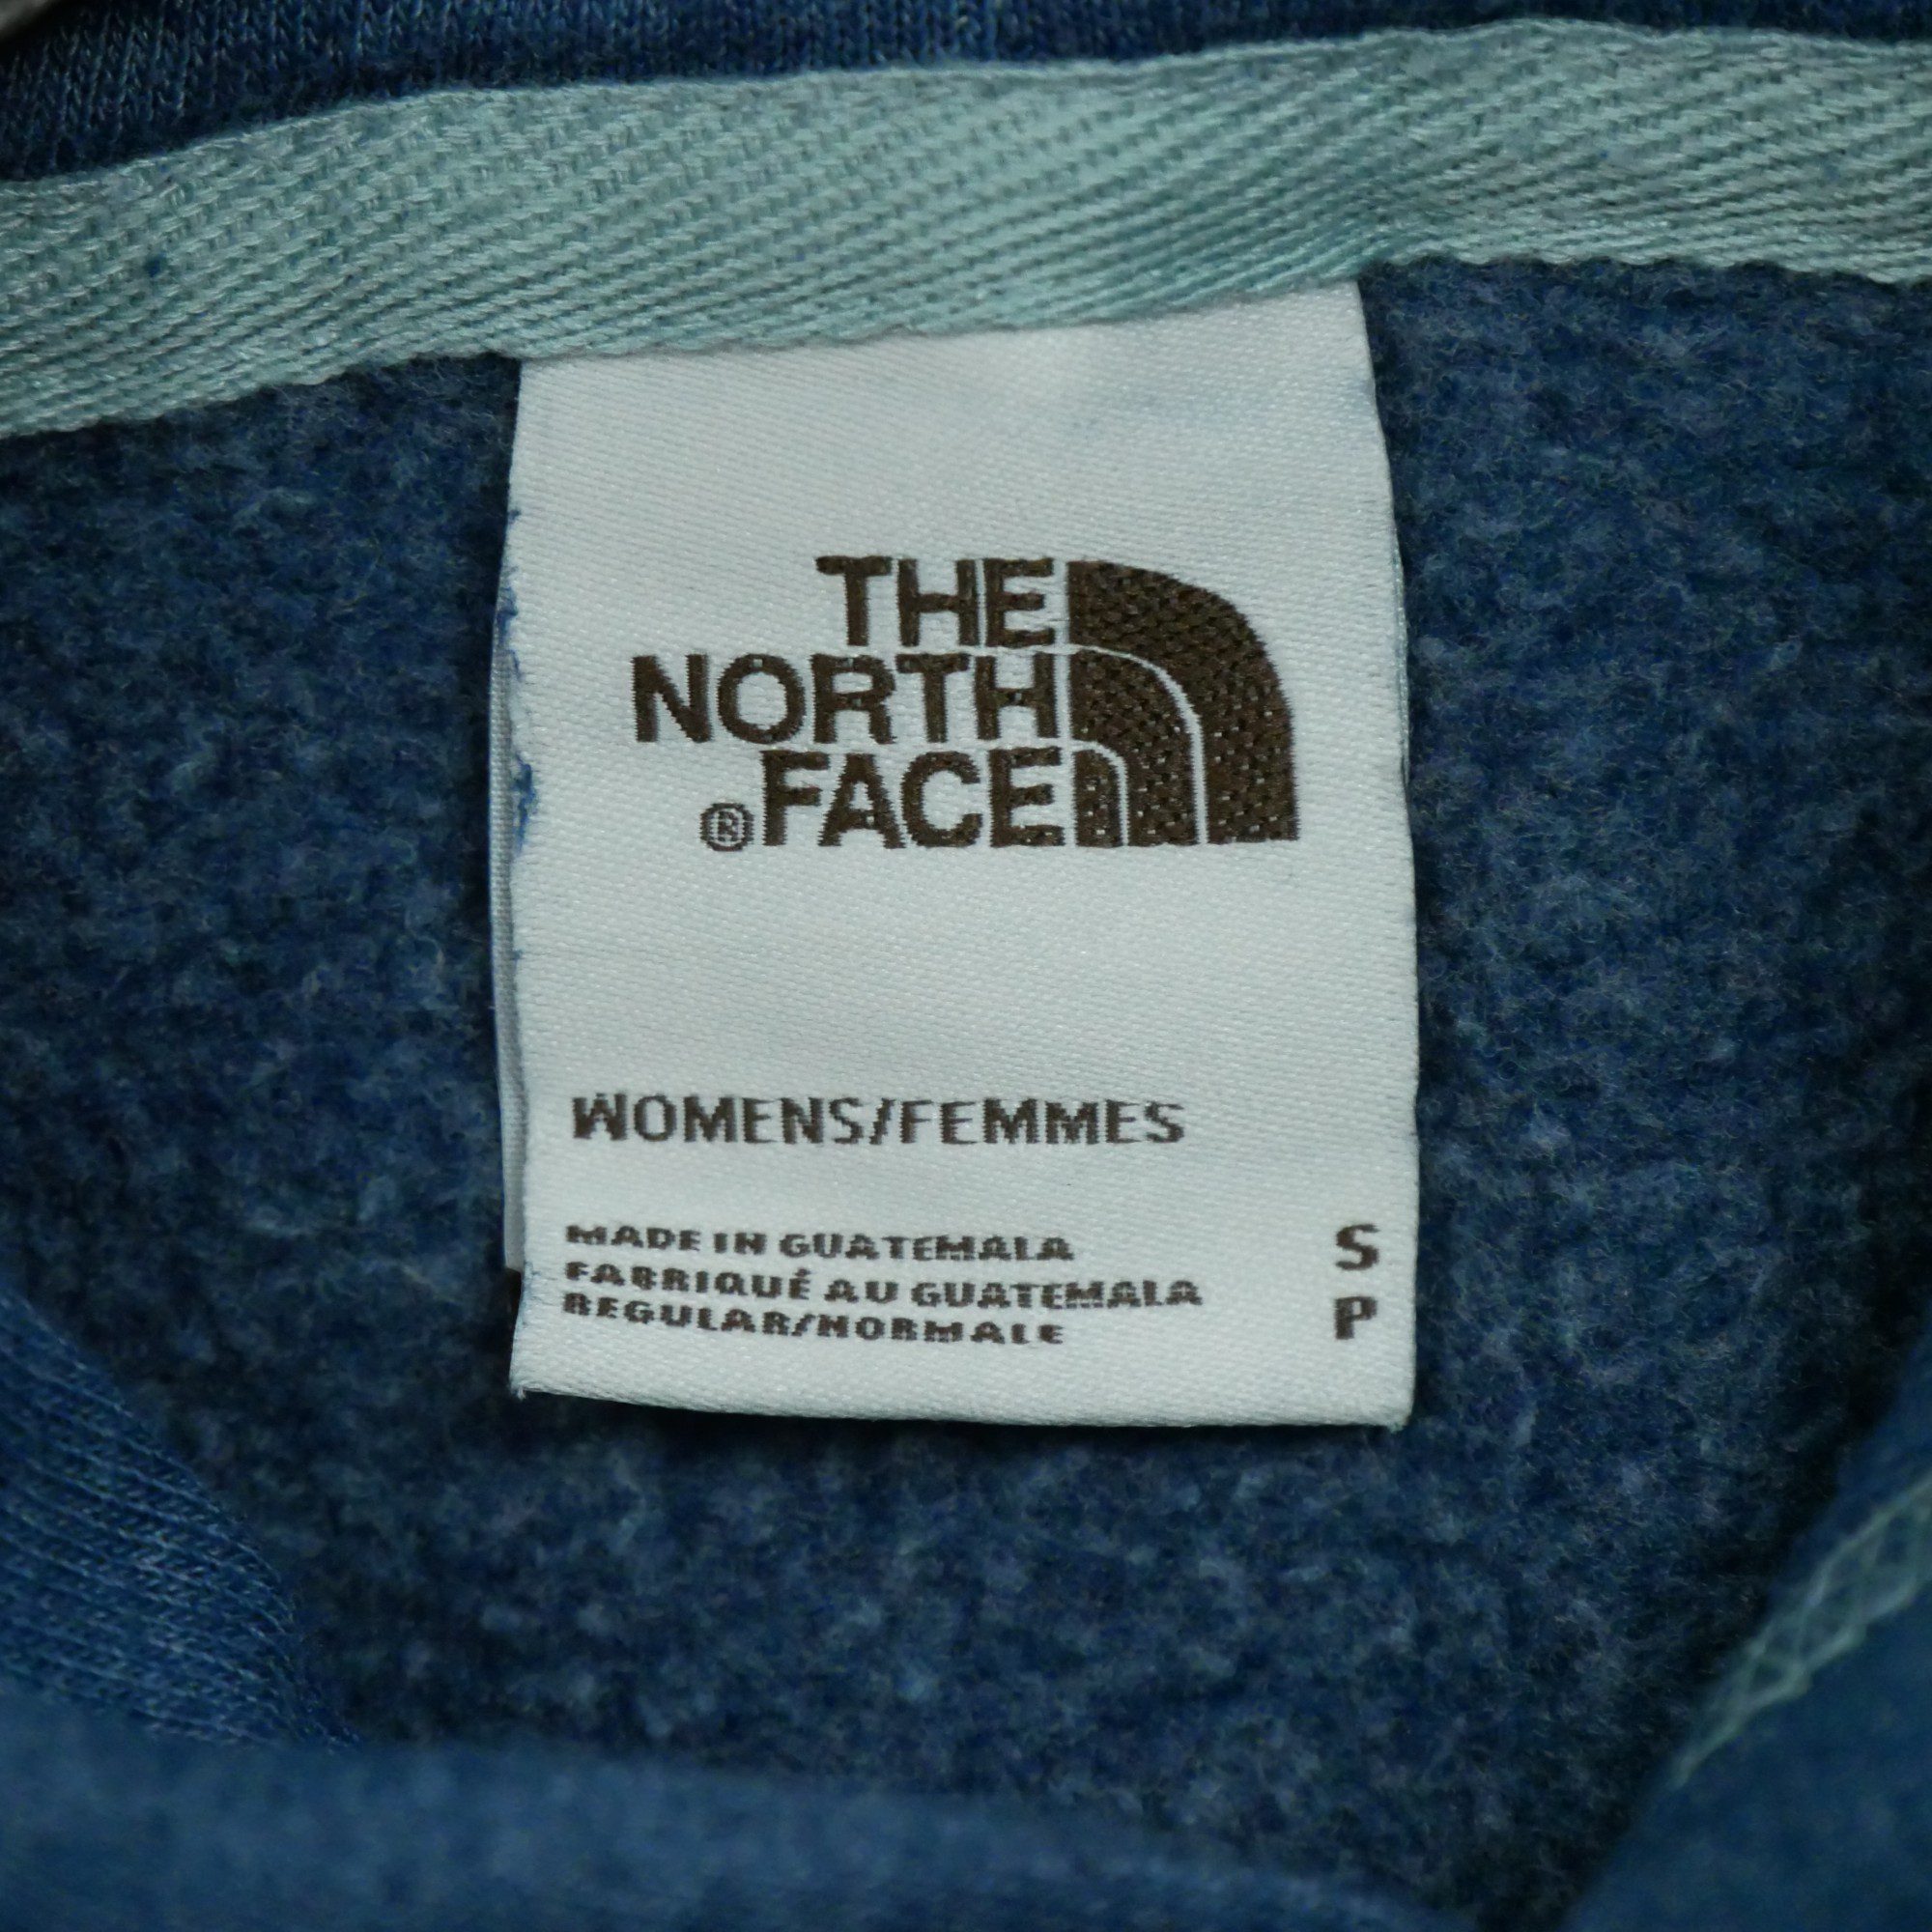 THE
NORTH
®FACE
WOMENS/FEMMES
MADE IN GUATEMALA S
FABRIQUÉ AU GUATEMALA
REGULAR/NORMALE P